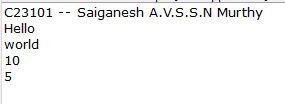 C23101 -- Saiganesh A.V.S.S.N Murthy
Hello
world
10
5